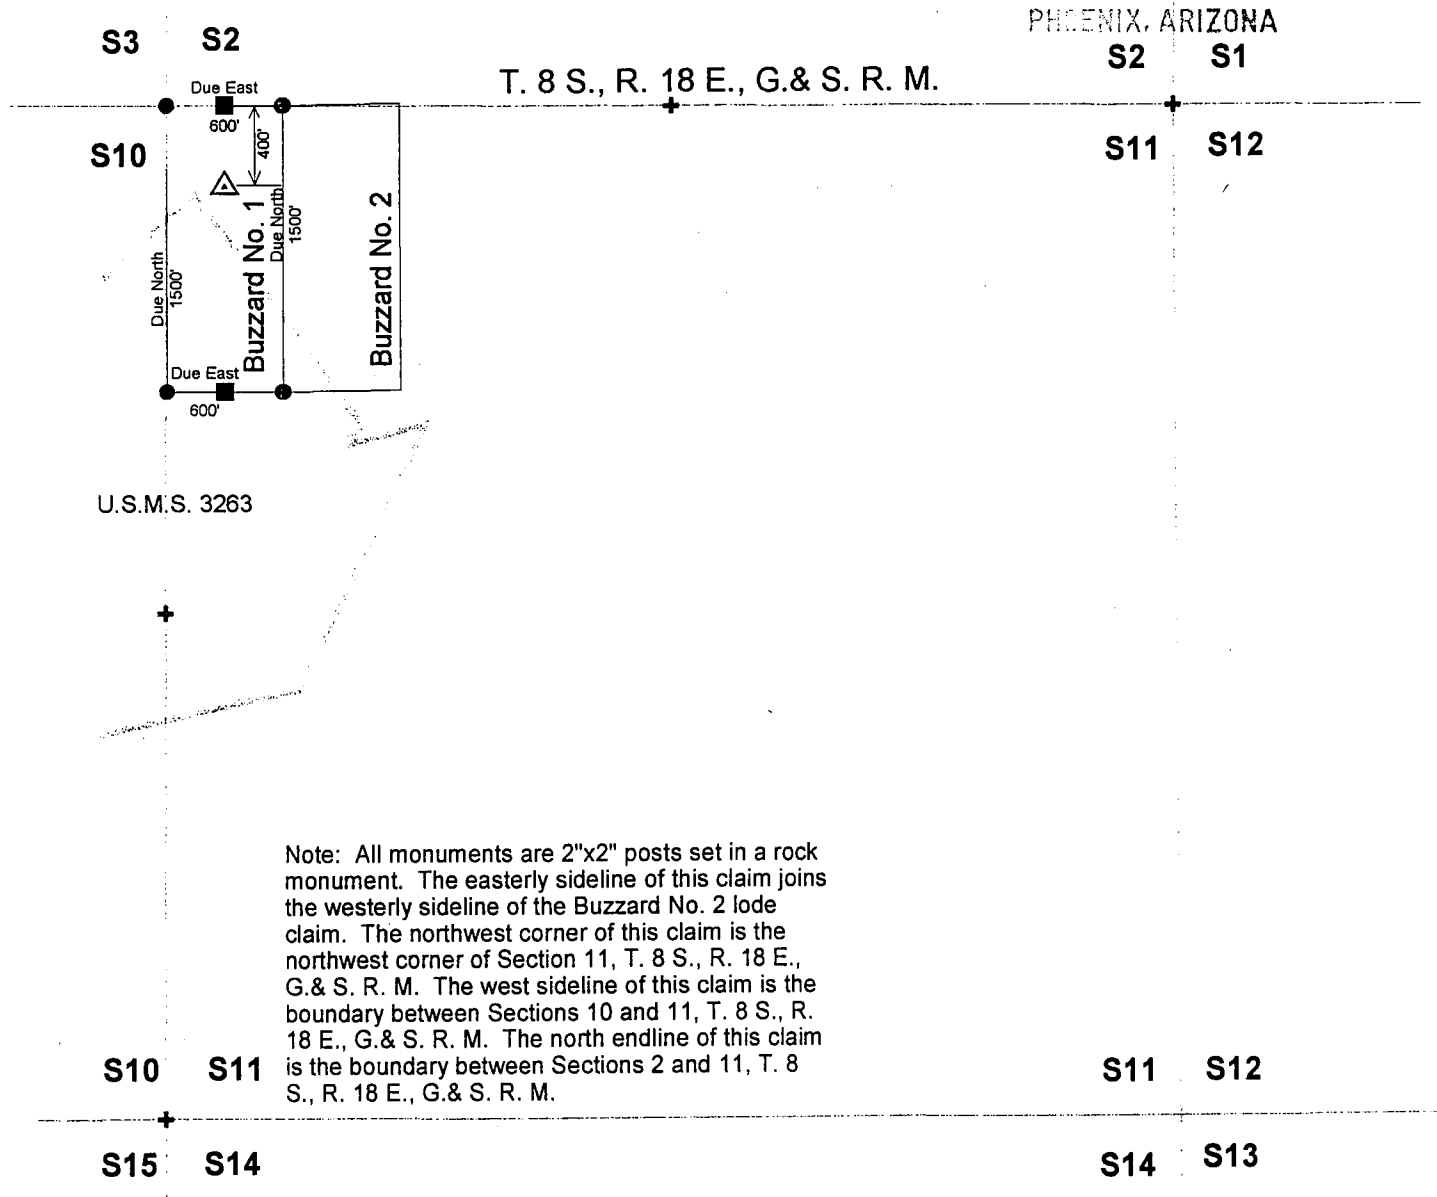 PHOENIX, ARIZONA
S3 S2
S2 S1
T. 8 S., R. 18 E., G.& S. R. M.
Due East
600'
400'
S10
S11 S12
Due North
1500'
Buzzard No. 1
Due North
1500'
Buzzard No. 2
Due East
600'
U.S.M.S. 3263
Note: All monuments are 2"x2" posts set in a rock
monument. The easterly sideline of this claim joins
the westerly sideline of the Buzzard No. 2 lode
claim. The northwest corner of this claim is the
northwest corner of Section 11, T. 8 S., R. 18 E.,
G.& S. R. M. The west sideline of this claim is the
boundary between Sections 10 and 11, T. 8 S., R.
18 E., G.& S. R. M. The north endline of this claim
is the boundary between Sections 2 and 11, T. 8
S., R. 18 E., G.& S. R. M.
S10 S11
S11 S12
S15 S14
S14 S13